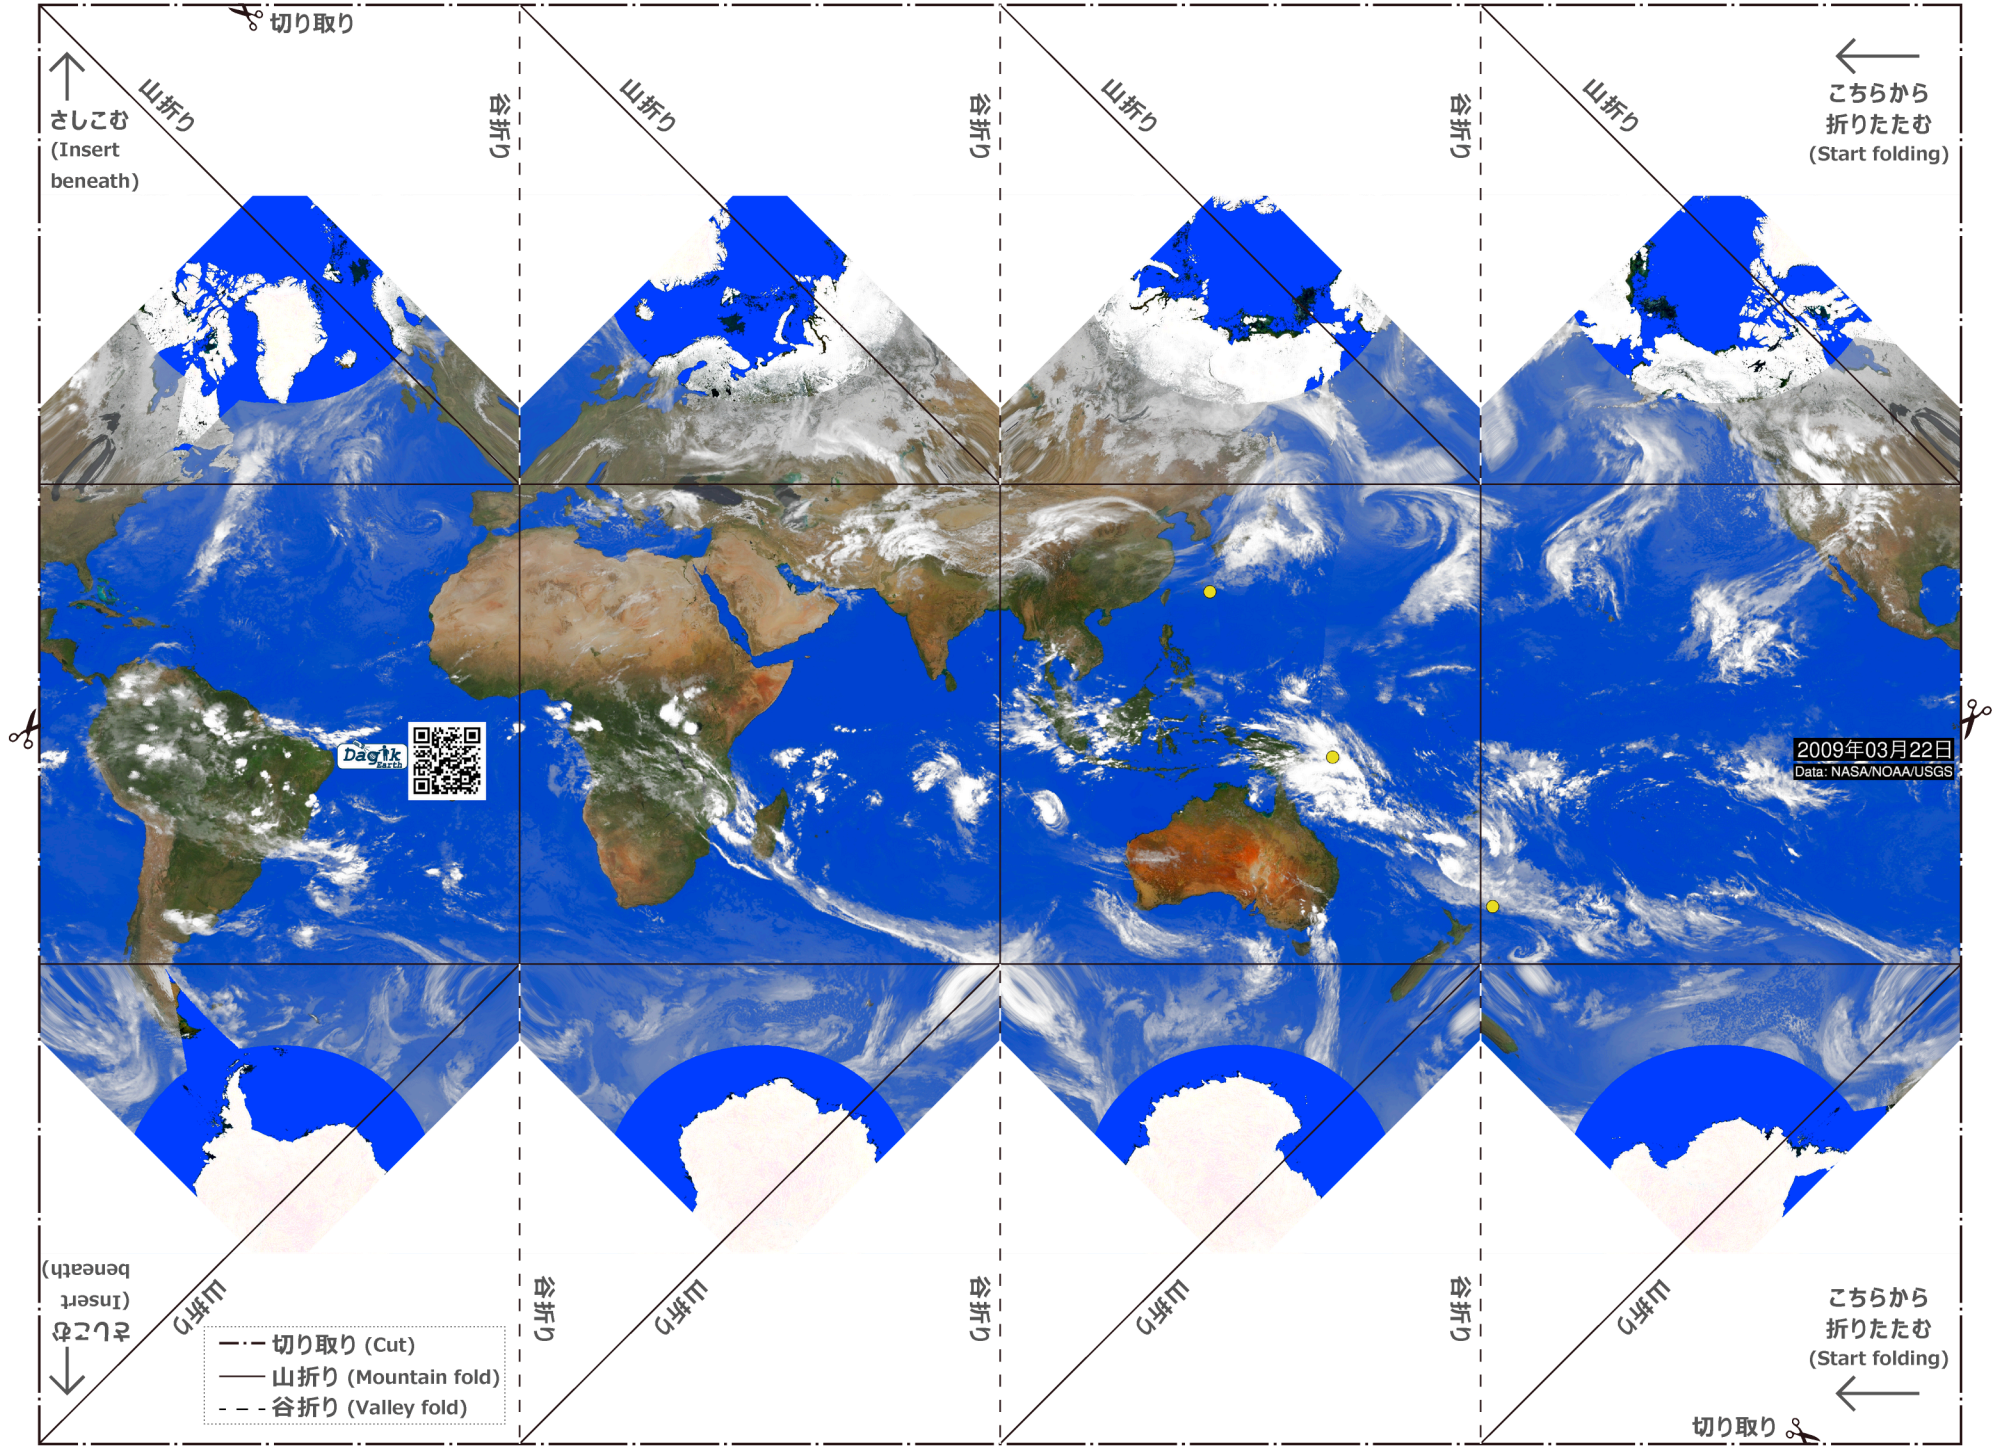 切り取り
さしこむ
(Insert
beneath)
山折り
谷折り
山折り
谷折り
山折り
谷折り
山折り
こちらから
折りたたむ
(Start folding)
Dagik
Earth
2009年03月22日
Data: NASA/NOAA/USGS
さしこむ
(Insert
beneath)
山折り
谷折り
山折り
谷折り
山折り
谷折り
山折り
こちらから
折りたたむ
(Start folding)
切り取り (Cut)
山折り (Mountain fold)
谷折り (Valley fold)
切り取り